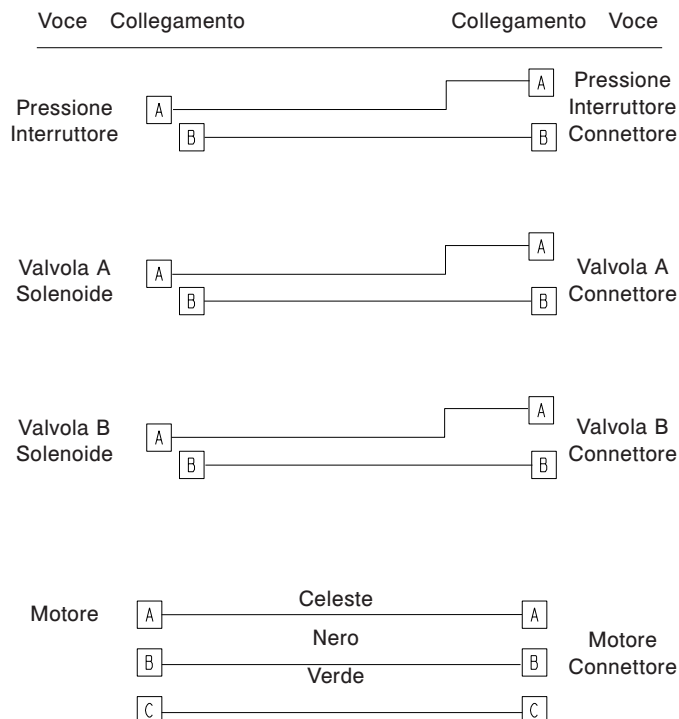 Voce Collegamento Collegamento Voce
Pressione
Interruttore
A A
B B
Pressione
Interruttore
Connettore
Valvola A
Solenoide
A A
B B
Valvola A
Connettore
Valvola B
Solenoide
A A
B B
Valvola B
Connettore
Motore
A Celeste A
B Nero B
C Verde C
Motore
Connettore